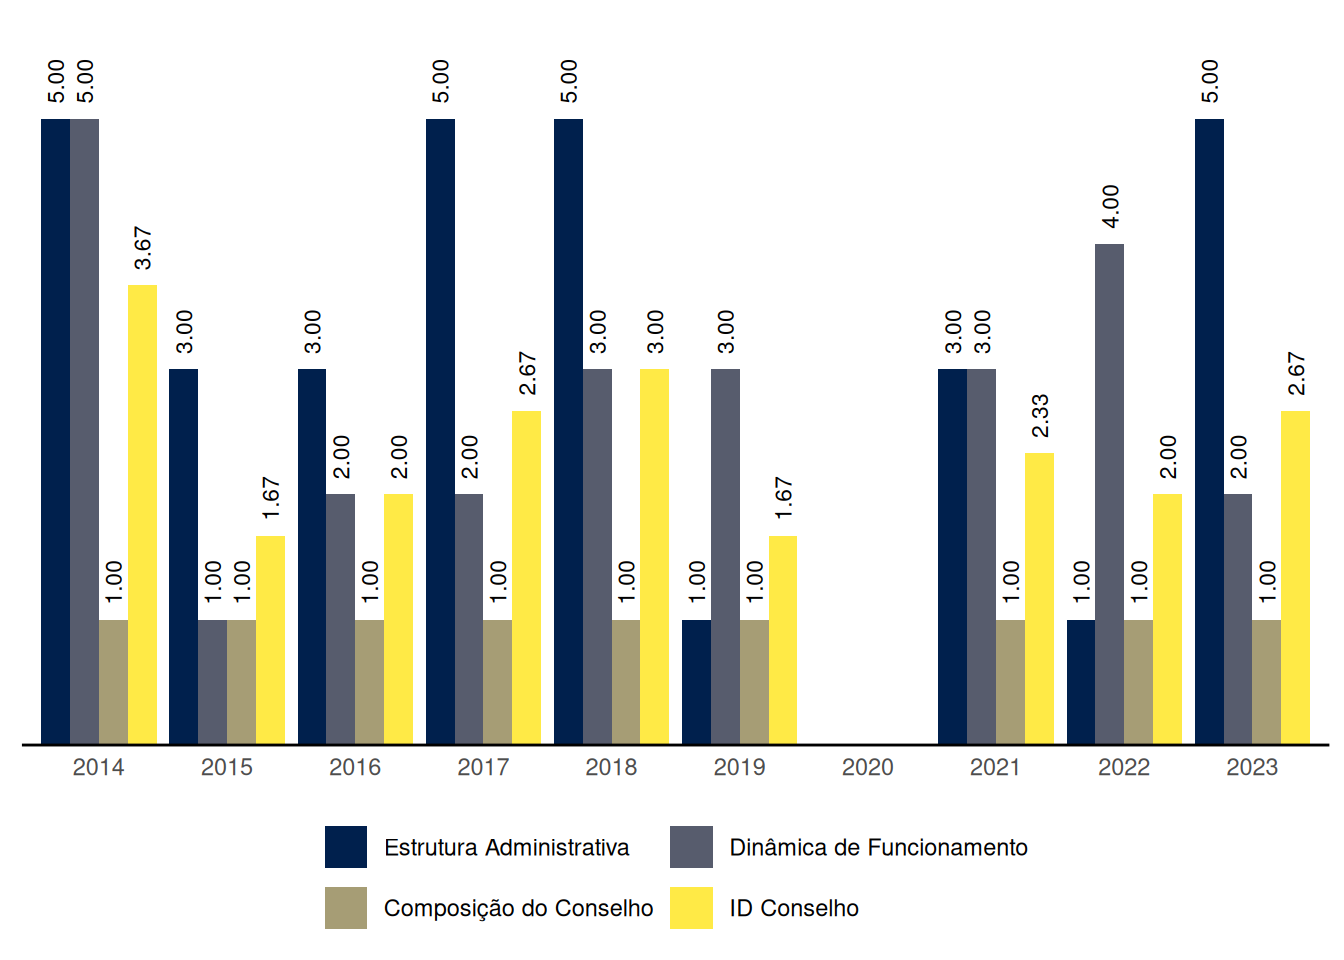 5.00 5.00 1.00 3.67
3.00 1.00 1.00 1.67
3.00 2.00 1.00 2.00
5.00 2.00 1.00 2.67
5.00 3.00 1.00 3.00
1.00 3.00 1.00 1.67
3.00 3.00 1.00 2.33
1.00 4.00 1.00 2.00
5.00 2.00 1.00 2.67
2014 2015 2016 2017 2018 2019 2020 2021 2022 2023
Estrutura Administrativa Dinâmica de Funcionamento
Composição do Conselho ID Conselho